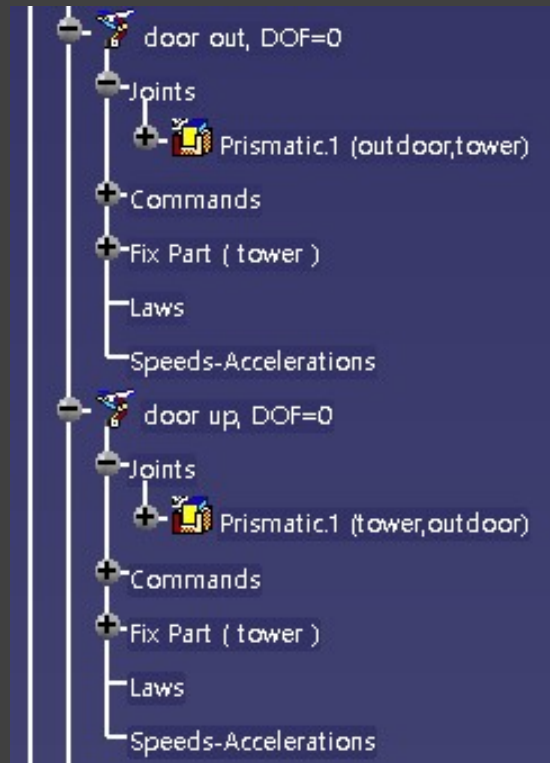 door out, DOF=0
Joints
Prismatic.1 (outdoor,tower)
Commands
Fix Part ( tower )
Laws
Speeds-Accelerations
door up, DOF=0
Joints
Prismatic.1 (tower,outdoor)
Commands
Fix Part ( tower )
Laws
Speeds-Accelerations